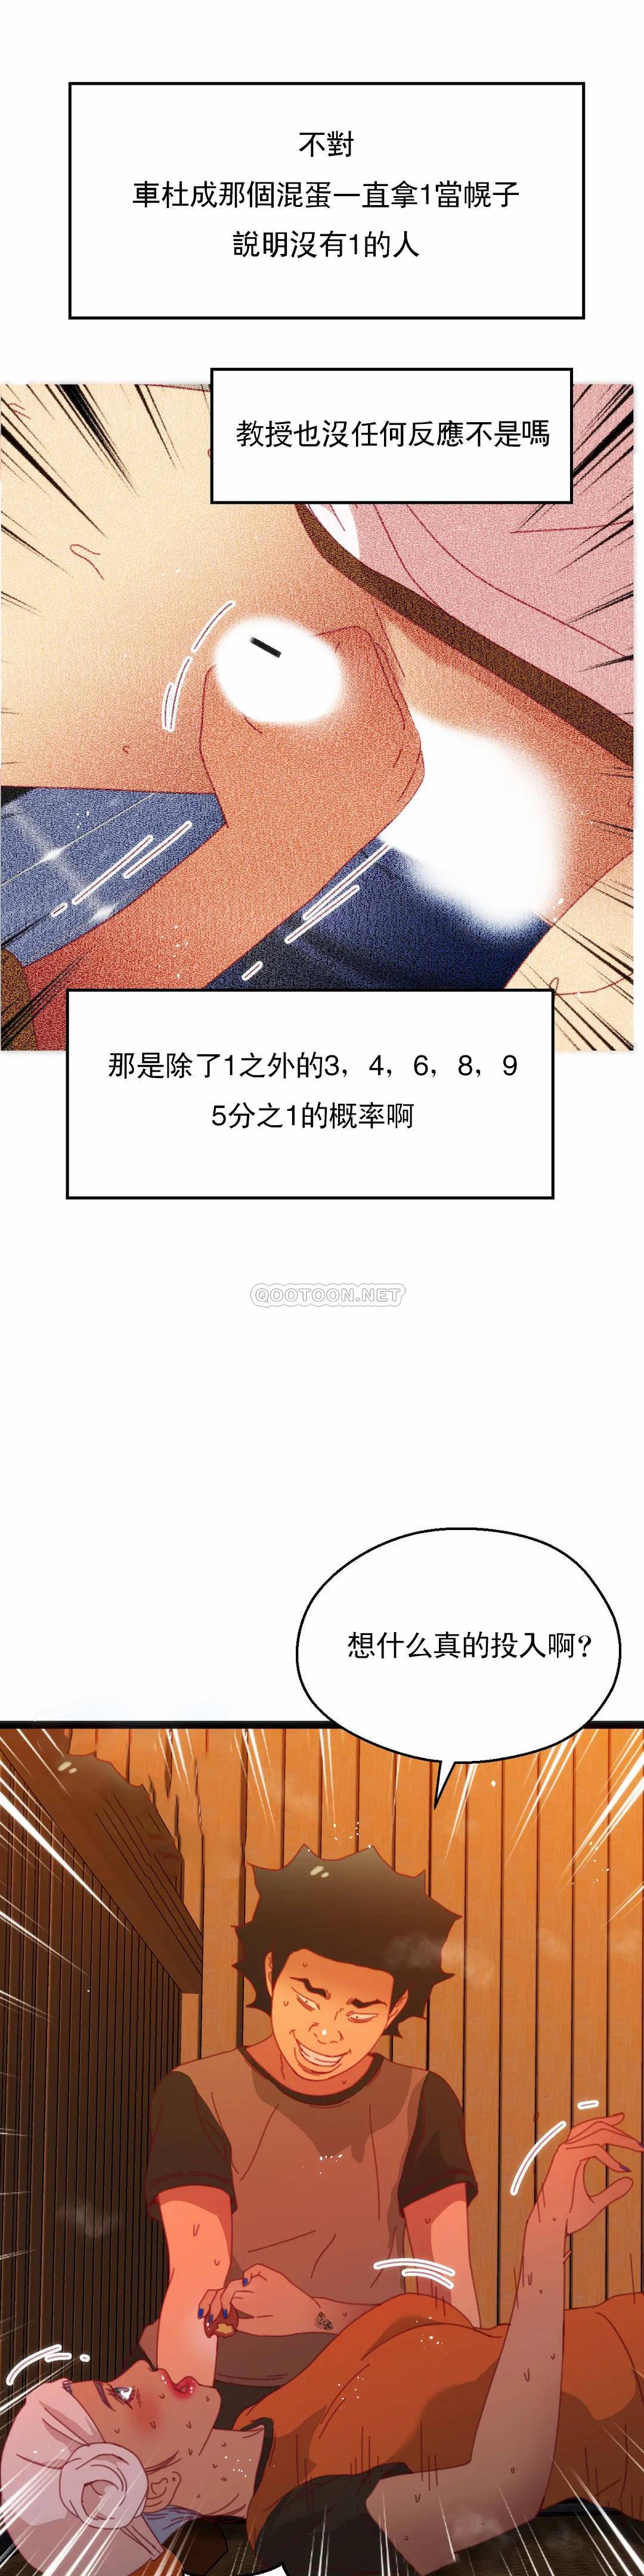 不對
車杜成那個混蛋一直拿1當幌子
說明沒有1的人
教授也沒任何反應不是嗎
那是除了1之外的3，4，6，8，9
5分之1的概率啊
QOOTOON.NET
想什么真的投入啊？